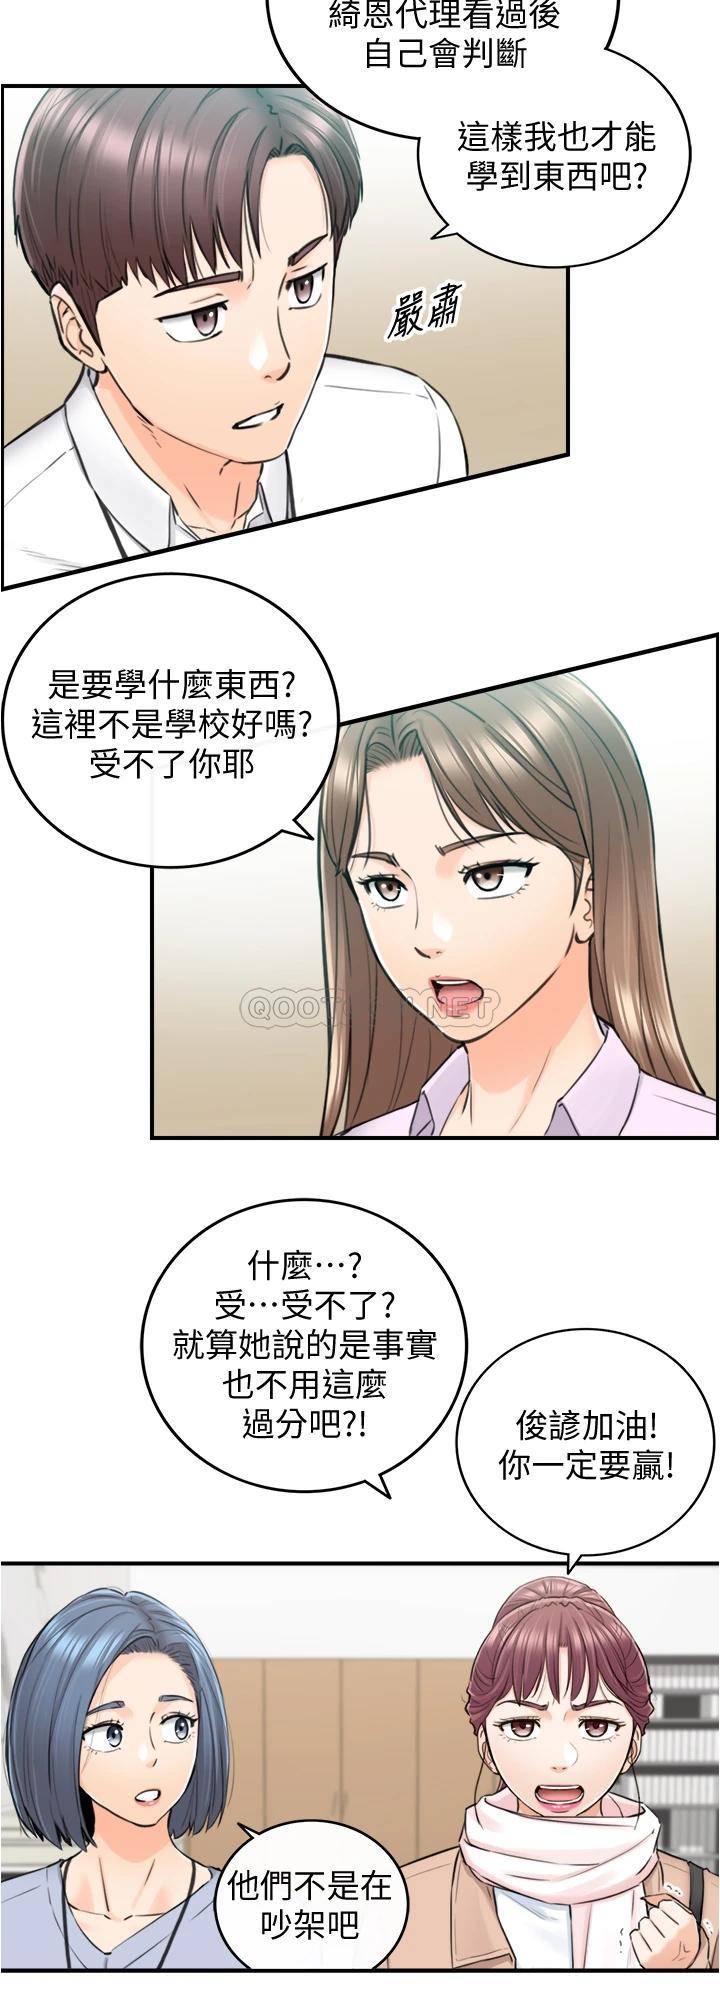 綺恩代理看過後
自己會判斷
這樣我也才能
學到東西吧?
嚴肅
是要學什麼東西?
這裡不是學校好嗎?
受不了你耶
什麼⋯?
受⋯受不了?
就算她說的是事實
也不用這麼
過分吧?!
俊諺加油!
你一定要贏!
他們不是在
吵架吧